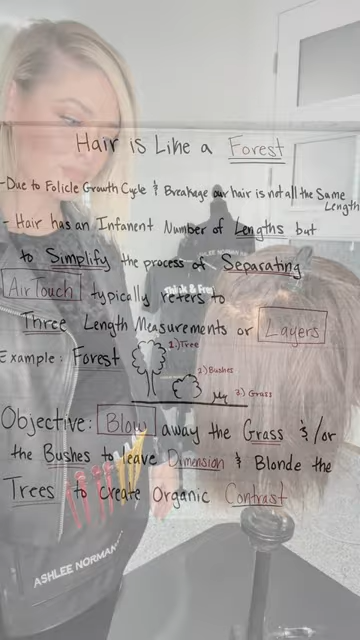 Hair is Like a Forest
-Due to Folicle Growth Cycle & Breakage our hair is not all the Same Length
- Hair has an Infanent Number of Lengths but
to Simplify the process of Separating
AirTouch typically refers to
Three Length Measurements or Layers
Example: Forest
1.) Tree
2) Bushes
3) Grass
Objective: Blow away the Grass &/or
the Bushes to leave Dimension & Blonde the
Trees to create Organic Contrast
ASHLEE NORMAN
ASHLEE NORMAN